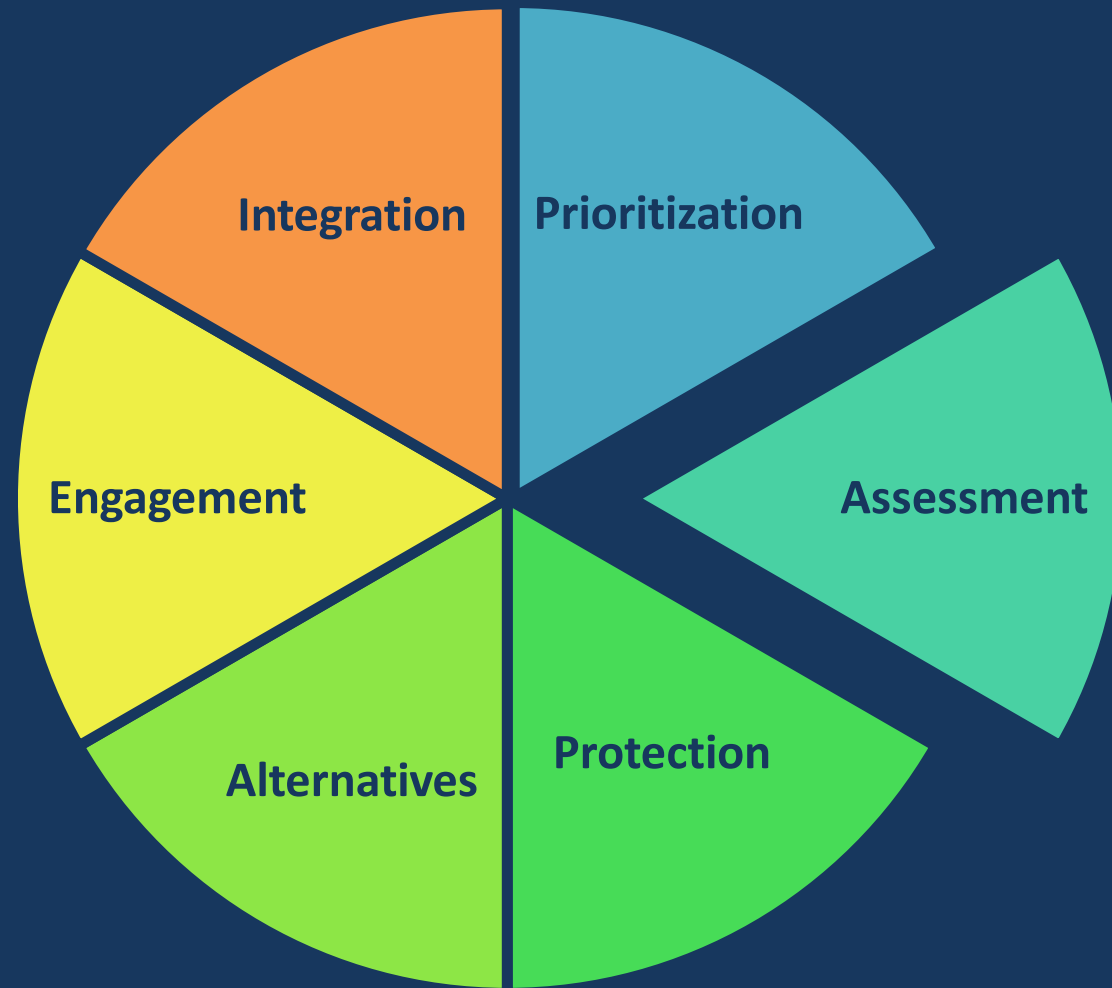 Integration
Prioritization
Engagement
Assessment
Protection
Alternatives